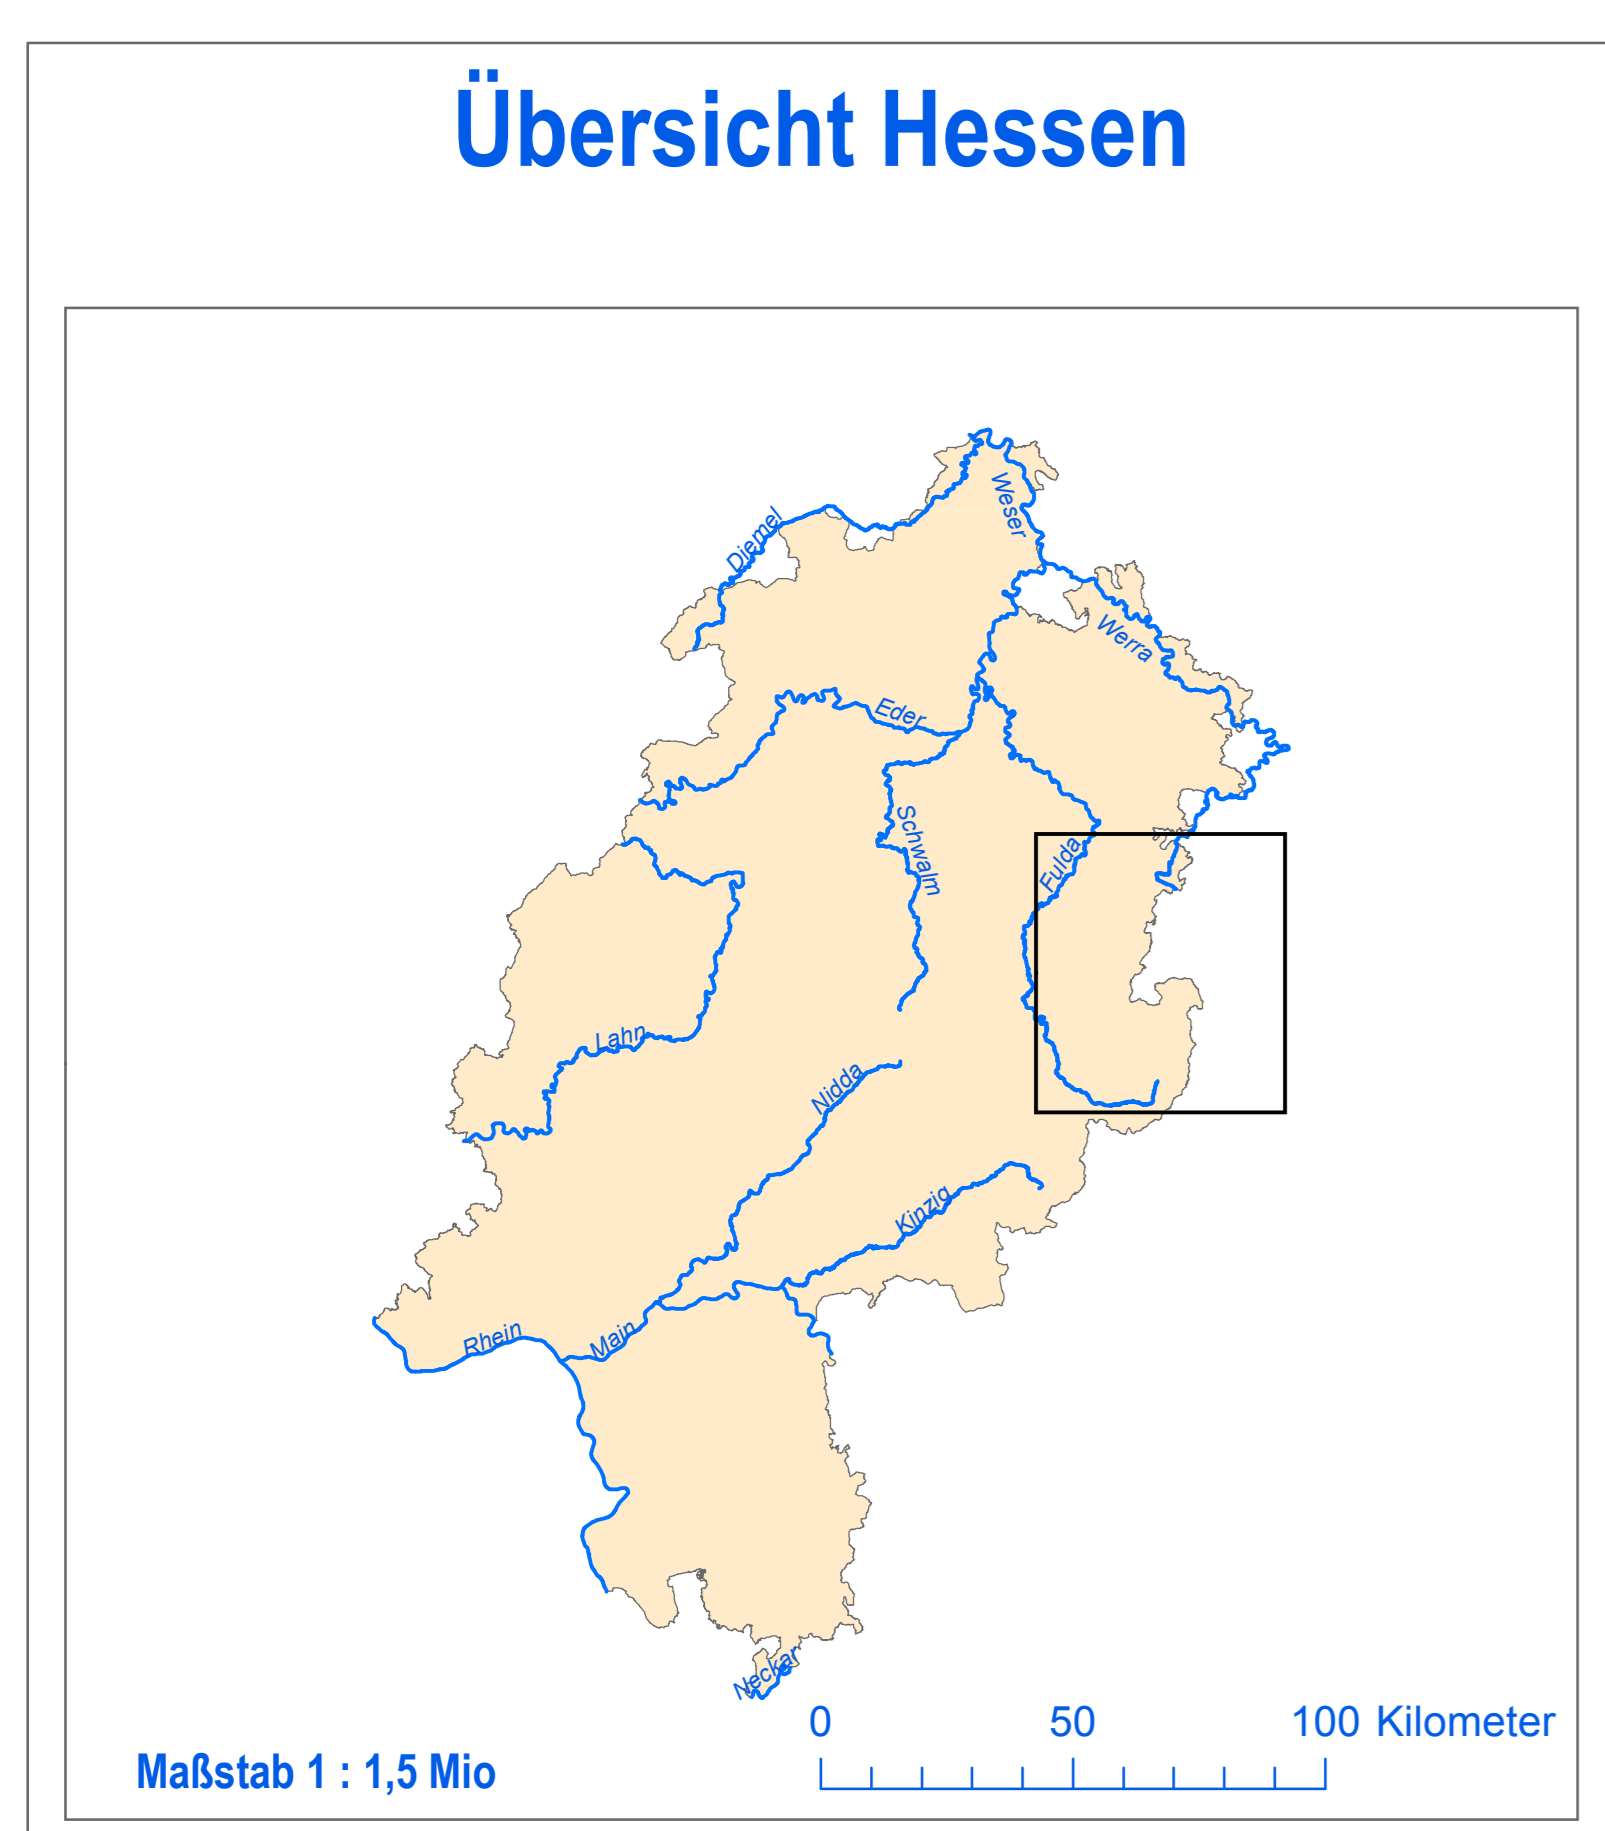 Übersicht Hessen
Weser
Diemel
Werra
Eder
Schwalm
Fulda
Lahn
Nidda
Kinzig
Rhein
Main
Neckar
0 50 100 Kilometer
Maßstab 1 : 1,5 Mio